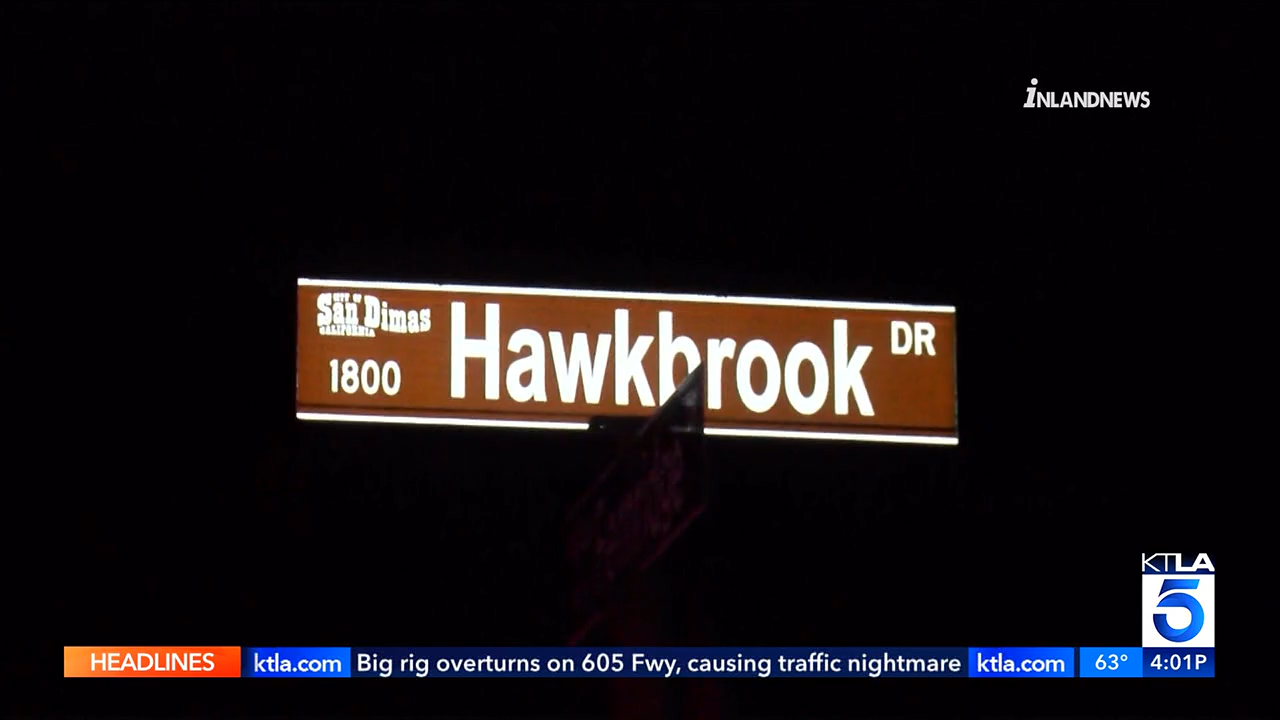 iNLANDNEWS
CITY OF
San Dimas
CALIFORNIA
1800
Hawkbrook DR
KTLA
5
HEADLINES ktla.com Big rig overturns on 605 Fwy, causing traffic nightmare ktla.com 63° 4:01P